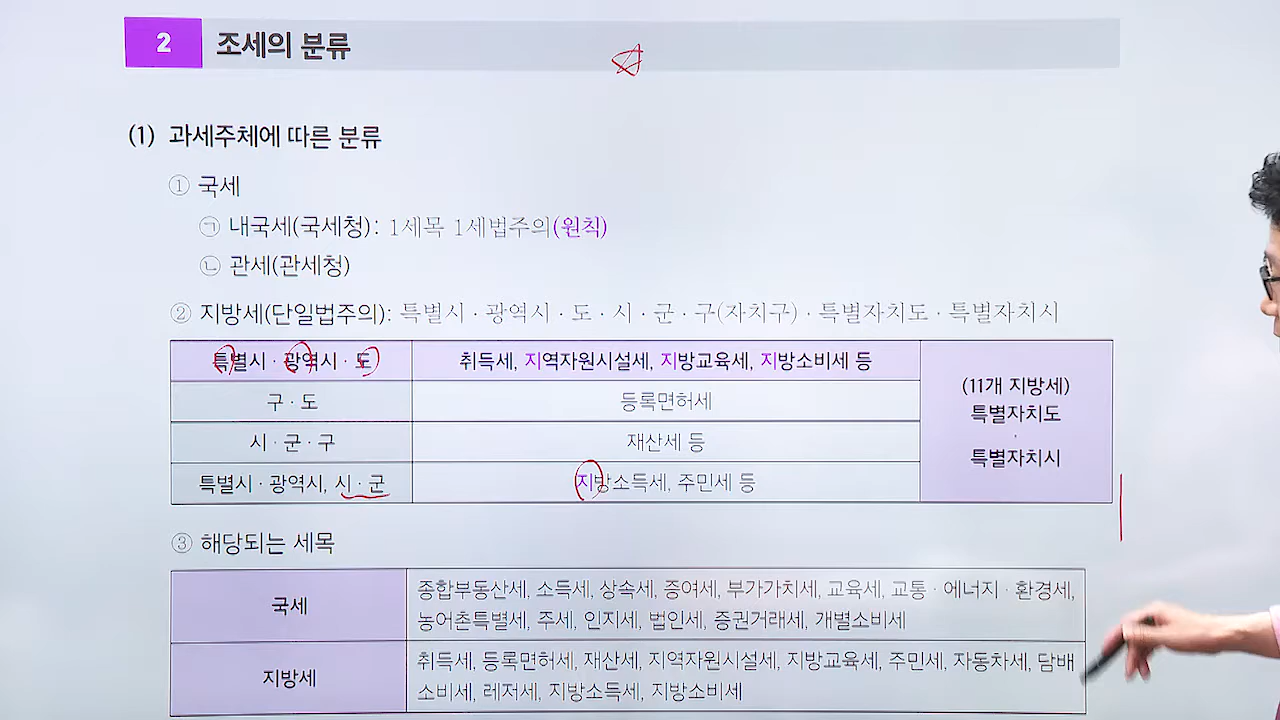 2 조세의 분류
(1) 과세주체에 따른 분류
① 국세
㉠ 내국세(국세청): 1세목 1세법주의(원칙)
㉡ 관세(관세청)
② 지방세(단일법주의): 특별시·광역시·도·시·군·구(자치구)·특별자치도·특별자치시
특별시·광역시·도 취득세, 지역자원시설세, 지방교육세, 지방소비세 등
구·도 등록면허세
시·군·구 재산세 등
특별시·광역시, 시·군 지방소득세, 주민세 등
(11개 지방세)
특별자치도
·
특별자치시
③ 해당되는 세목
국세
종합부동산세, 소득세, 상속세, 증여세, 부가가치세, 교육세, 교통·에너지·환경세,
농어촌특별세, 주세, 인지세, 법인세, 증권거래세, 개별소비세
지방세
취득세, 등록면허세, 재산세, 지역자원시설세, 지방교육세, 주민세, 자동차세, 담배
소비세, 레저세, 지방소득세, 지방소비세